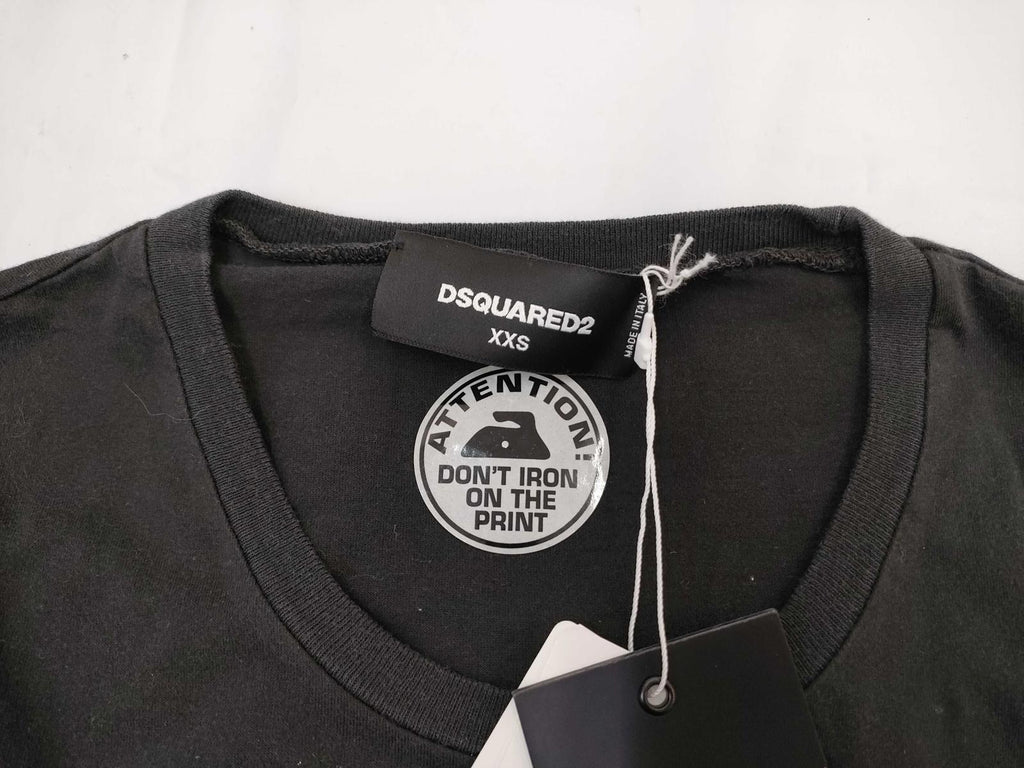 DSQUARED2
XXS
MADE IN ITALY
ATTENTION!
DON'T IRON
ON THE
PRINT